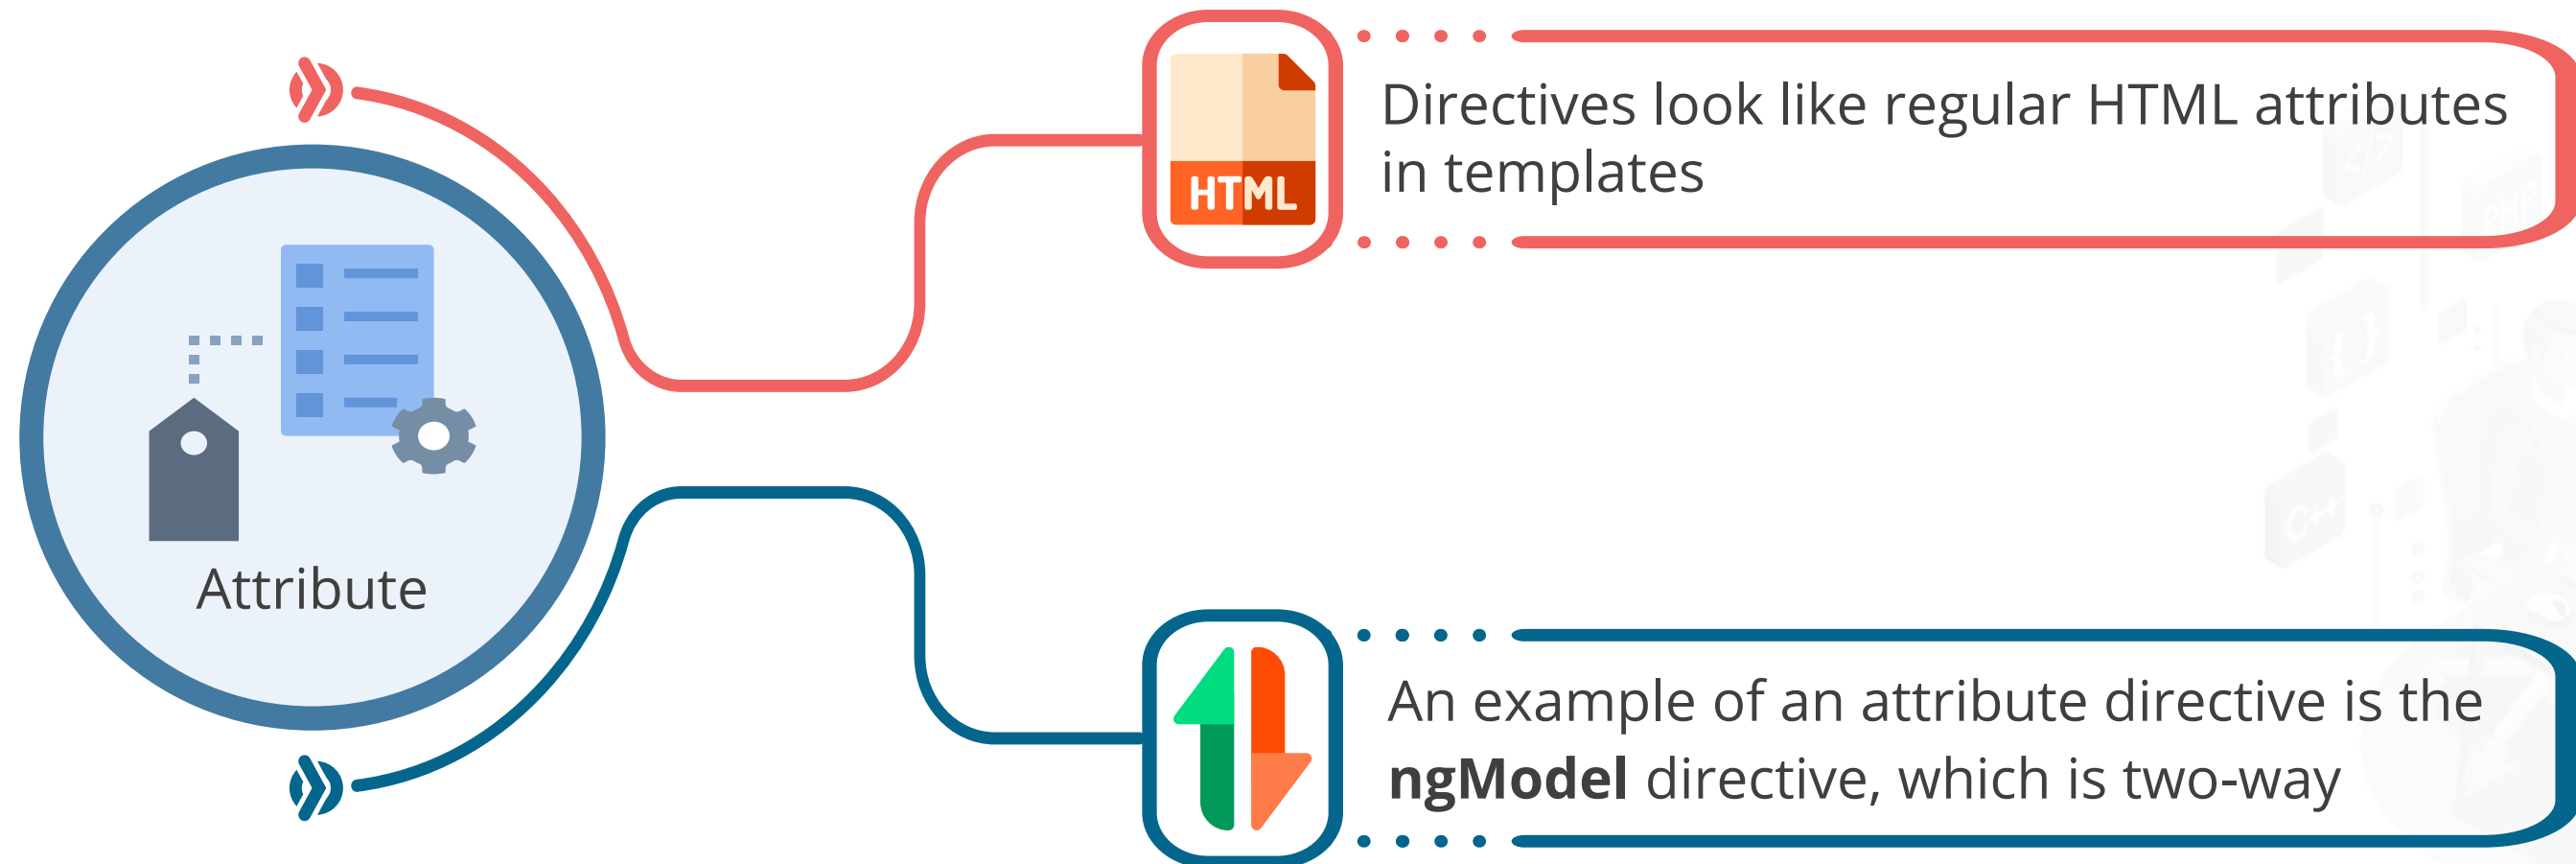 HTML
Directives look like regular HTML attributes
in templates
</>
PHP
{ }
Attribute
C++
An example of an attribute directive is the
ngModel directive, which is two-way